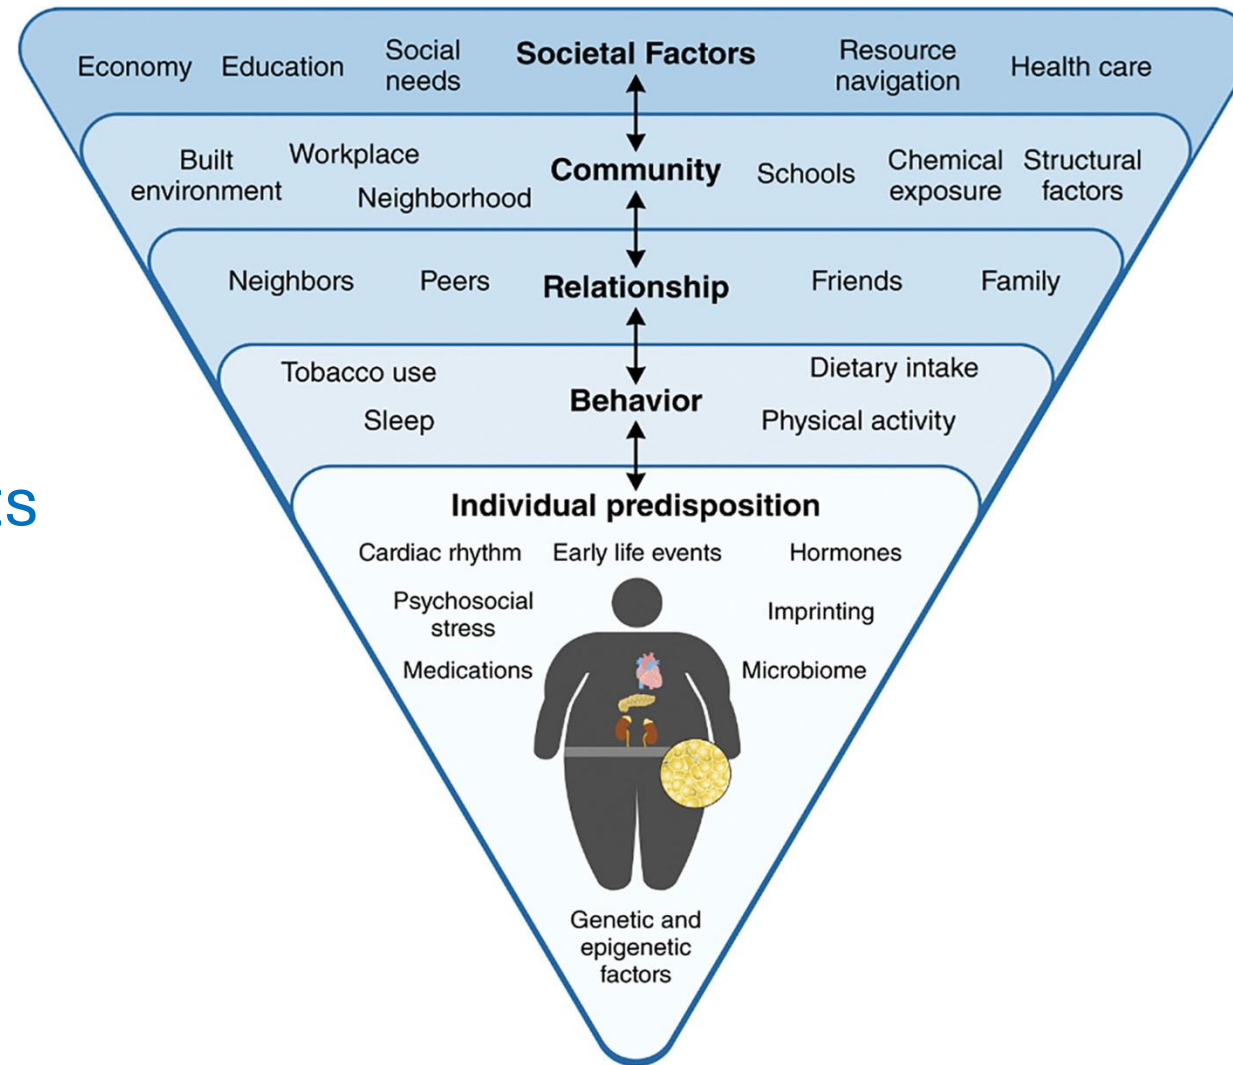 Economy
Education
Social
needs
Societal Factors
Resource
navigation
Health care
Built
environment
Workplace
Neighborhood
Community
Schools
Chemical
exposure
Structural
factors
Neighbors
Peers
Relationship
Friends
Family
Tobacco use
Sleep
Behavior
Dietary intake
Physical activity
Individual predisposition
Cardiac rhythm
Early life events
Hormones
Psychosocial
stress
Imprinting
Medications
Microbiome
Genetic and
epigenetic
factors